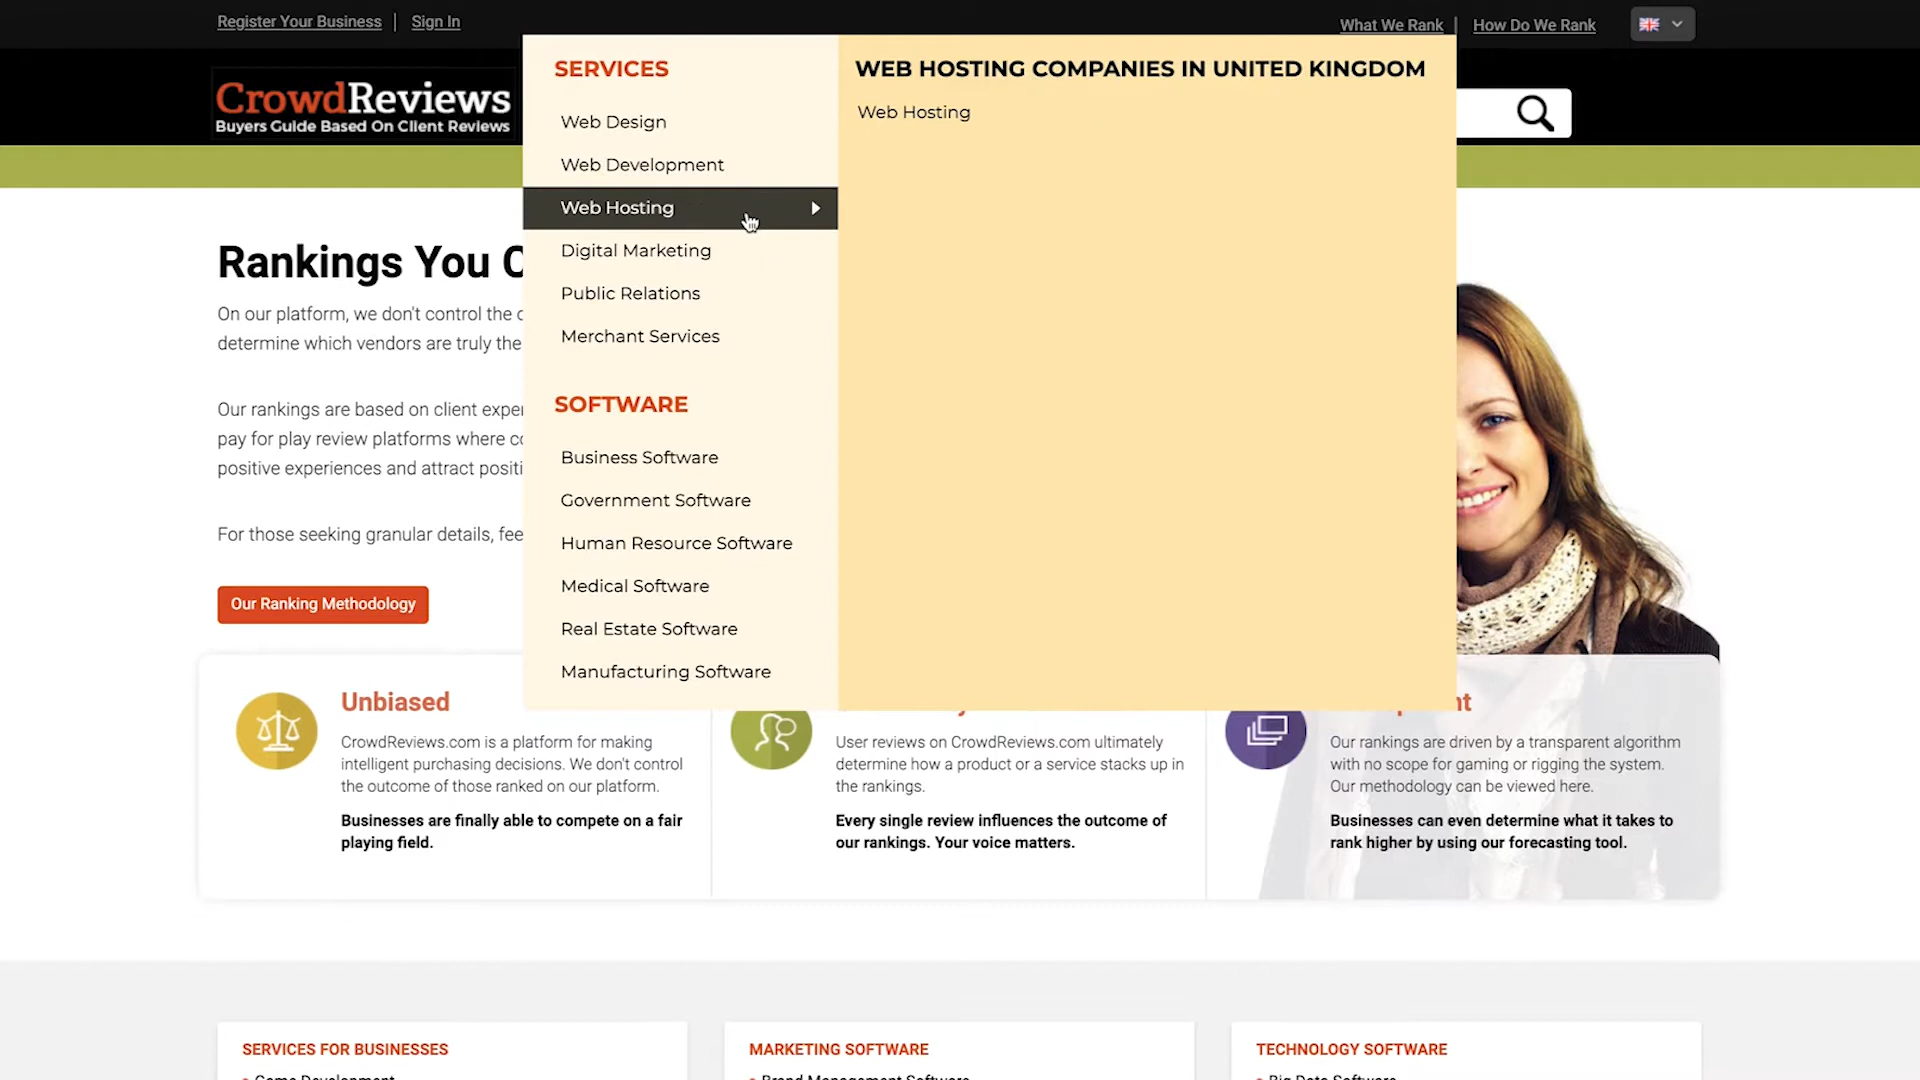 Register Your Business | Sign In
What We Rank | How Do We Rank
CrowdReviews
Buyers Guide Based On Client Reviews
SERVICES
Web Design
Web Development
Web Hosting
Digital Marketing
Public Relations
Merchant Services
SOFTWARE
Business Software
Government Software
Human Resource Software
Medical Software
Real Estate Software
Manufacturing Software
WEB HOSTING COMPANIES IN UNITED KINGDOM
Web Hosting
Rankings You
On our platform, we don't control the
determine which vendors are truly the
Our rankings are based on client
pay for play review platforms where
positive experiences and attract
For those seeking granular details,
Our Ranking Methodology
Unbiased
CrowdReviews.com is a platform for making
intelligent purchasing decisions. We don't control
the outcome of those ranked on our platform.
Businesses are finally able to compete on a fair
playing field.
User reviews on CrowdReviews.com ultimately
determine how a product or a service stacks up in
the rankings.
Every single review influences the outcome of
our rankings. Your voice matters.
Our rankings are driven by a transparent algorithm
with no scope for gaming or rigging the system.
Our methodology can be viewed here.
Businesses can even determine what it takes to
rank higher by using our forecasting tool.
SERVICES FOR BUSINESSES
MARKETING SOFTWARE
TECHNOLOGY SOFTWARE